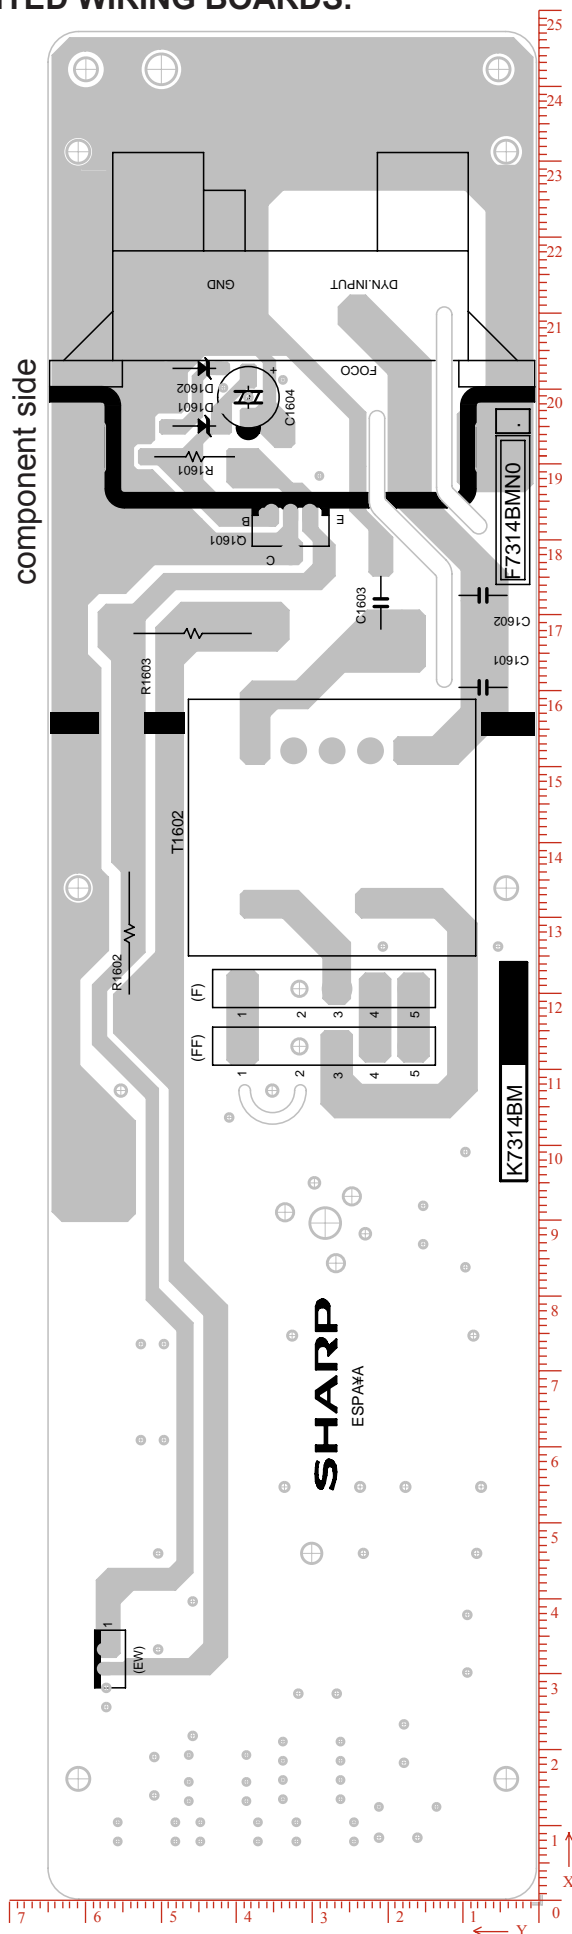 NTED WIRING BOARDS:
component side
25
24
23
22
21
20
19
18
17
16
15
14
13
12
11
10
9
8
7
6
5
4
3
2
1
0
X
GND
DYN.INPUT
FOCO
D1602
D1601
+
C1604
R1601
B
E
Q1601
C
F7314BMN0
C1603
C1602
C1601
R1603
T1602
R1602
(F)
1 2 3 4 5
(FF)
1 2 3 4 5
K7314BM
SHARP
ESPA¥A
1
(EW)
7 6 5 4 3 2 1
Y